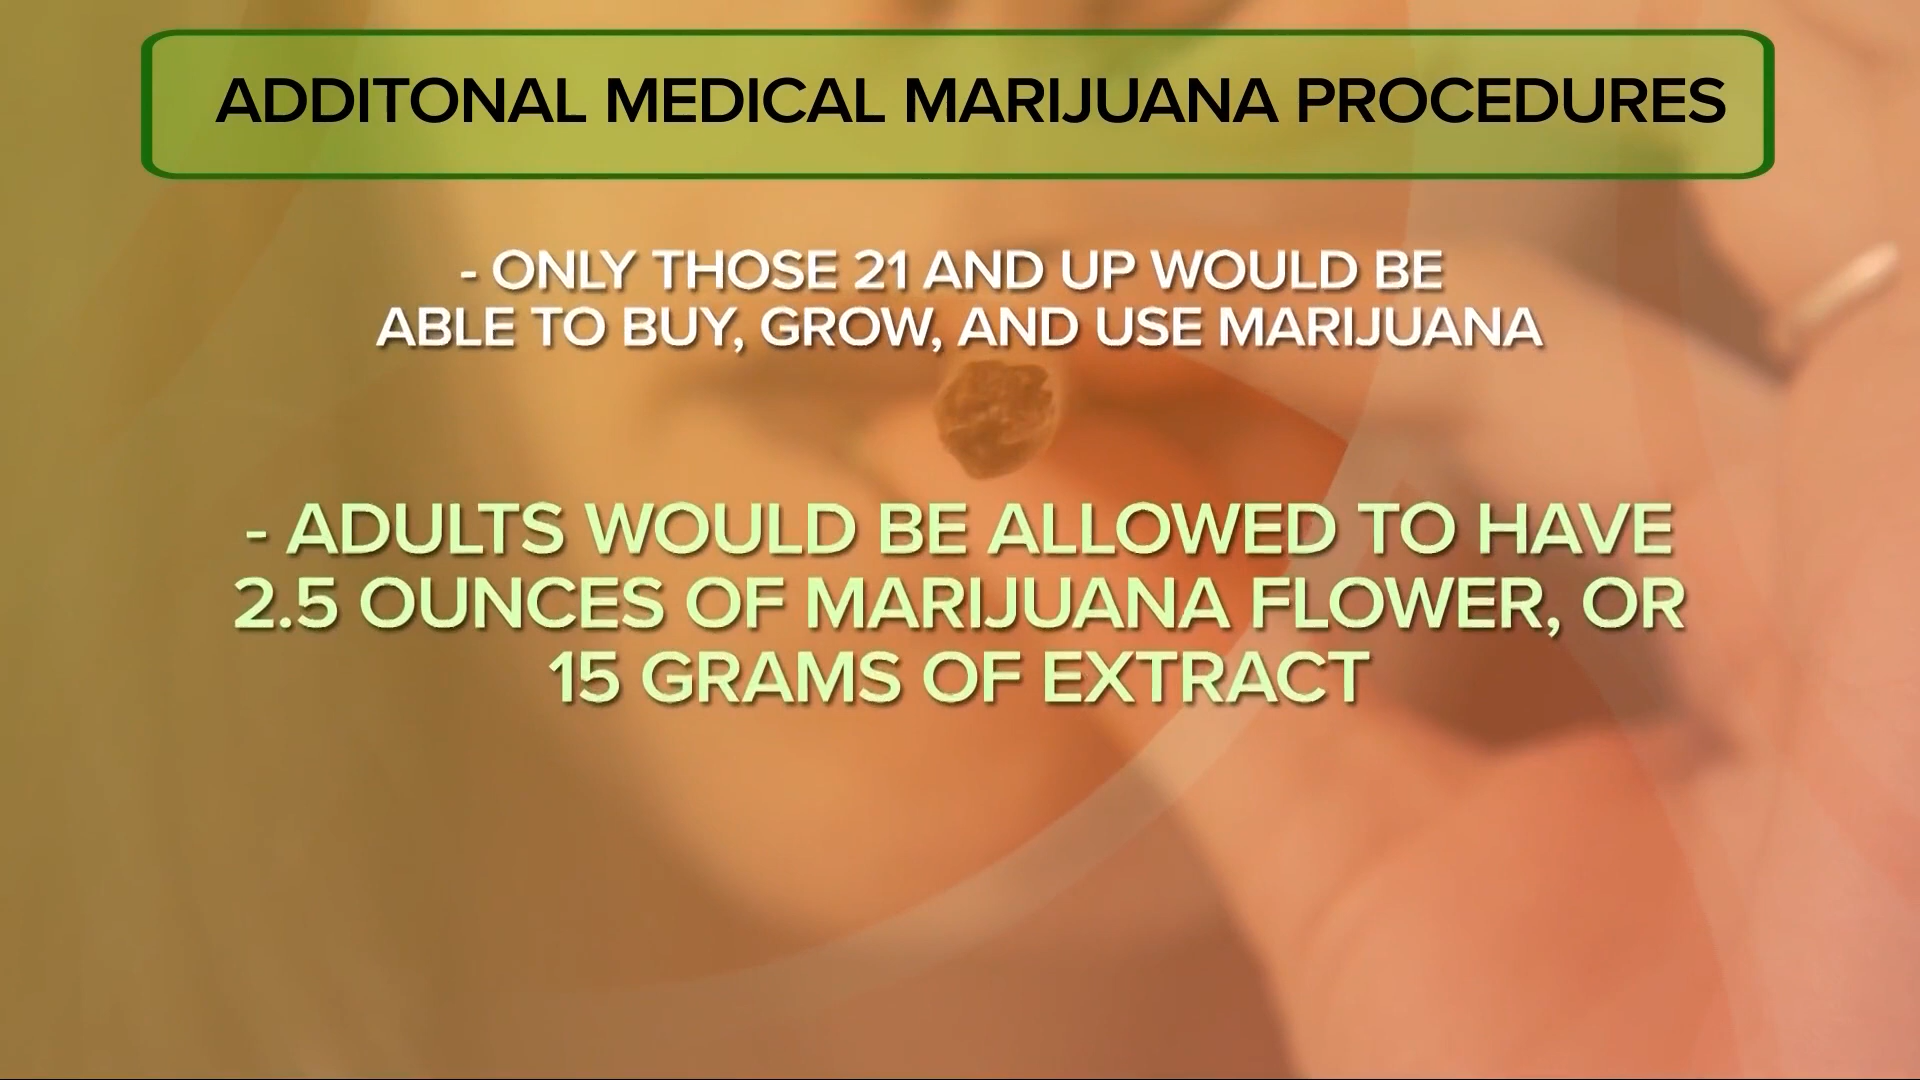 ADDITONAL MEDICAL MARIJUANA PROCEDURES
- ONLY THOSE 21 AND UP WOULD BE
ABLE TO BUY, GROW, AND USE MARIJUANA
- ADULTS WOULD BE ALLOWED TO HAVE
2.5 OUNCES OF MARIJUANA FLOWER, OR
15 GRAMS OF EXTRACT